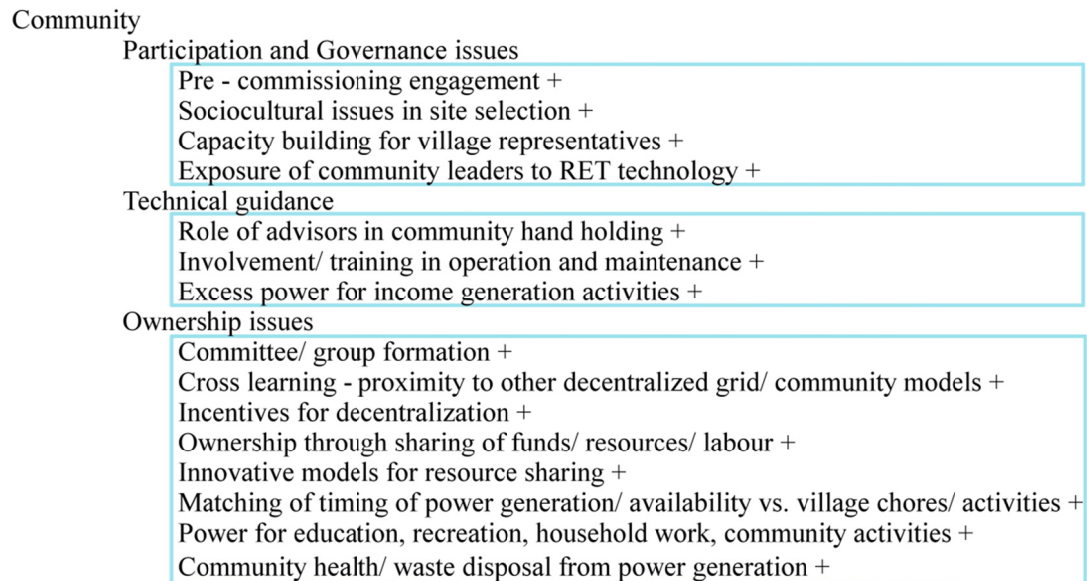 Community
Participation and Governance issues
Pre - commissioning engagement +
Sociocultural issues in site selection +
Capacity building for village representatives +
Exposure of community leaders to RET technology +
Technical guidance
Role of advisors in community hand holding +
Involvement/ training in operation and maintenance +
Excess power for income generation activities +
Ownership issues
Committee/ group formation +
Cross learning - proximity to other decentralized grid/ community models +
Incentives for decentralization +
Ownership through sharing of funds/ resources/ labour +
Innovative models for resource sharing +
Matching of timing of power generation/ availability vs. village chores/ activities +
Power for education, recreation, household work, community activities +
Community health/ waste disposal from power generation +